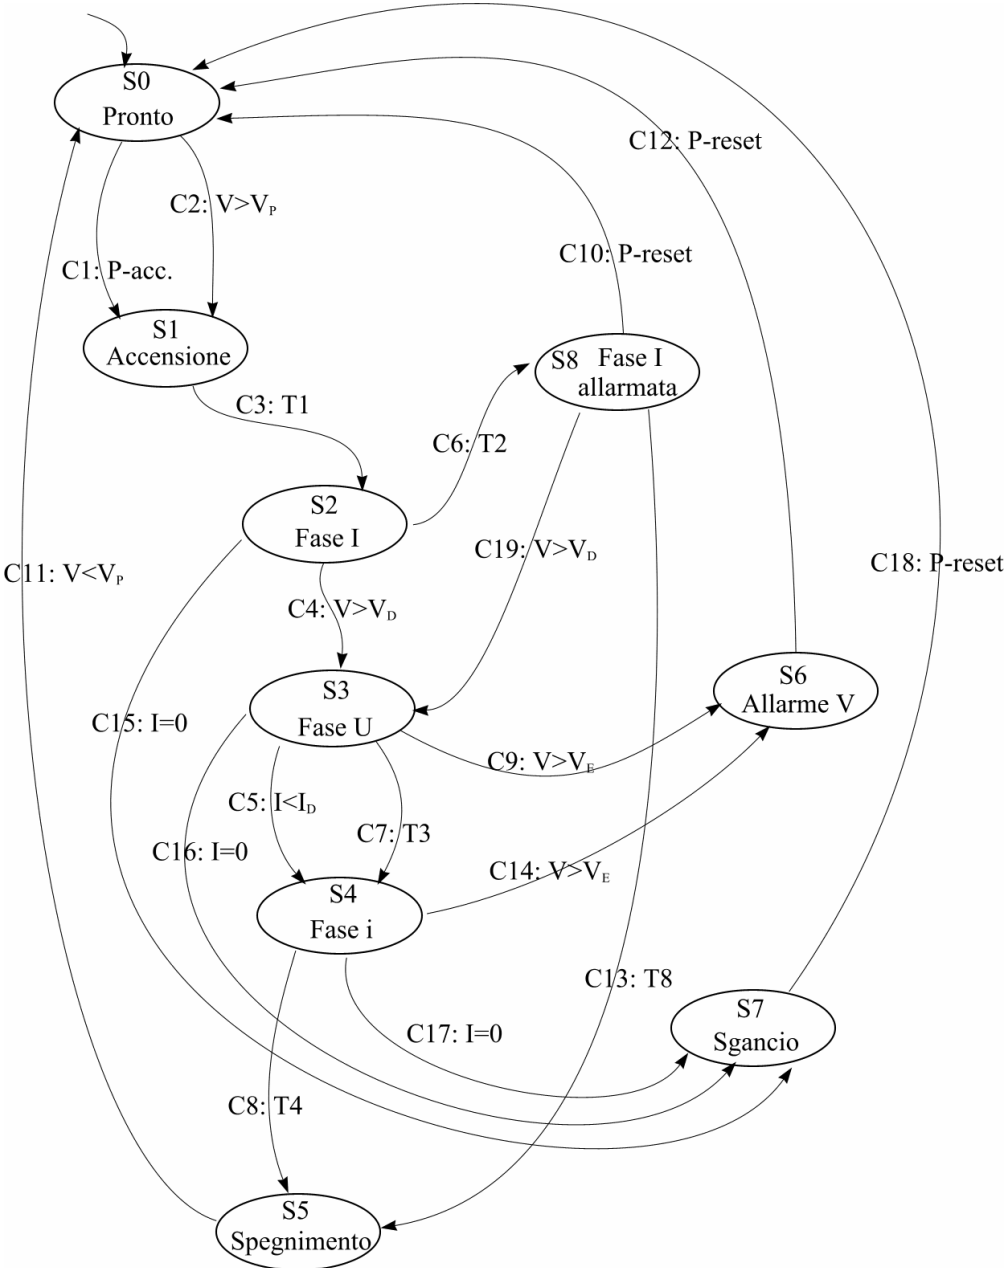 S0
Pronto
C12: P-reset
C2: V>VP
C10: P-reset
C1: P-acc.
S1
Accensione
S8 Fase I
allarmata
C3: T1
C6: T2
S2
Fase I
C19: V>VD
C18: P-reset
C11: V<VP
C4: V>VD
S3
Fase U
S6
Allarme V
C15: I=0
C9: V>VE
C5: I<ID
C7: T3
C16: I=0
C14: V>VE
S4
Fase i
C13: T8
S7
Sgancio
C17: I=0
C8: T4
S5
Spegnimento